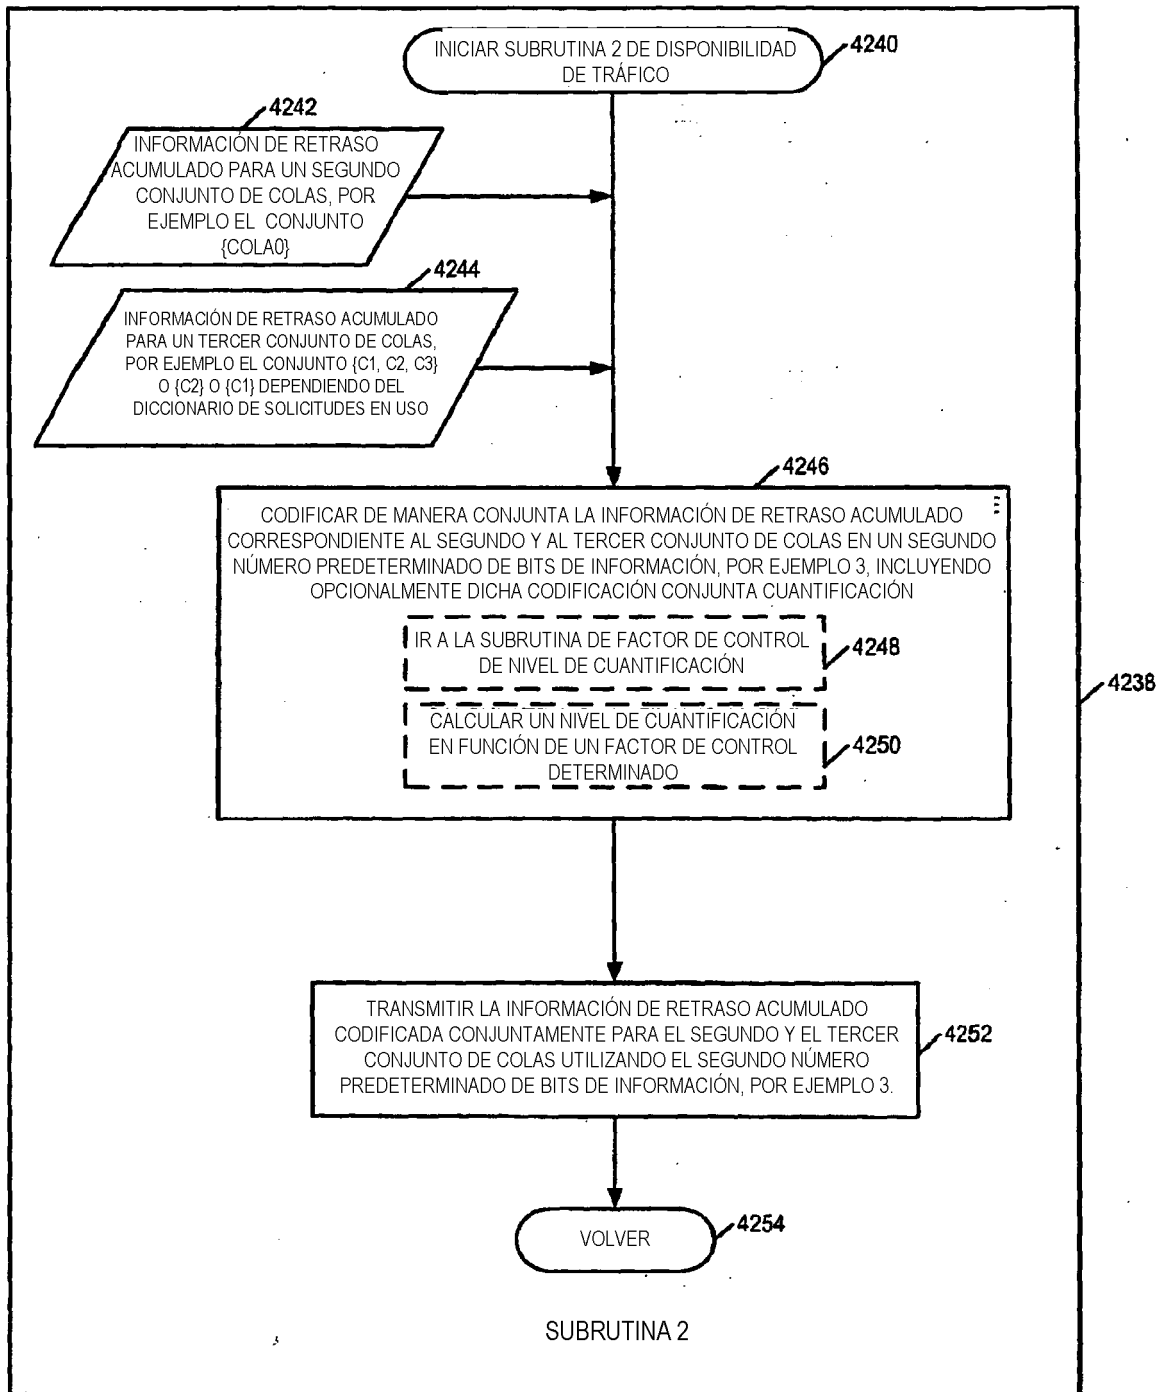 INICIAR SUBRUTINA 2 DE DISPONIBILIDAD
DE TRÁFICO
4240
4242
INFORMACIÓN DE RETRASO
ACUMULADO PARA UN SEGUNDO
CONJUNTO DE COLAS, POR
EJEMPLO EL CONJUNTO
{COLA0}
4244
INFORMACIÓN DE RETRASO ACUMULADO
PARA UN TERCER CONJUNTO DE COLAS,
POR EJEMPLO EL CONJUNTO {C1, C2, C3}
O {C2} O {C1} DEPENDIENDO DEL
DICCIONARIO DE SOLICITUDES EN USO
4246
CODIFICAR DE MANERA CONJUNTA LA INFORMACIÓN DE RETRASO ACUMULADO
CORRESPONDIENTE AL SEGUNDO Y AL TERCER CONJUNTO DE COLAS EN UN SEGUNDO
NÚMERO PREDETERMINADO DE BITS DE INFORMACIÓN, POR EJEMPLO 3, INCLUYENDO
OPCIONALMENTE DICHA CODIFICACIÓN CONJUNTA CUANTIFICACIÓN
IR A LA SUBRUTINA DE FACTOR DE CONTROL
DE NIVEL DE CUANTIFICACIÓN
4248
4238
CALCULAR UN NIVEL DE CUANTIFICACIÓN
EN FUNCIÓN DE UN FACTOR DE CONTROL
DETERMINADO
4250
TRANSMITIR LA INFORMACIÓN DE RETRASO ACUMULADO
CODIFICADA CONJUNTAMENTE PARA EL SEGUNDO Y EL TERCER
CONJUNTO DE COLAS UTILIZANDO EL SEGUNDO NÚMERO
PREDETERMINADO DE BITS DE INFORMACIÓN, POR EJEMPLO 3.
4252
VOLVER
4254
SUBRUTINA 2